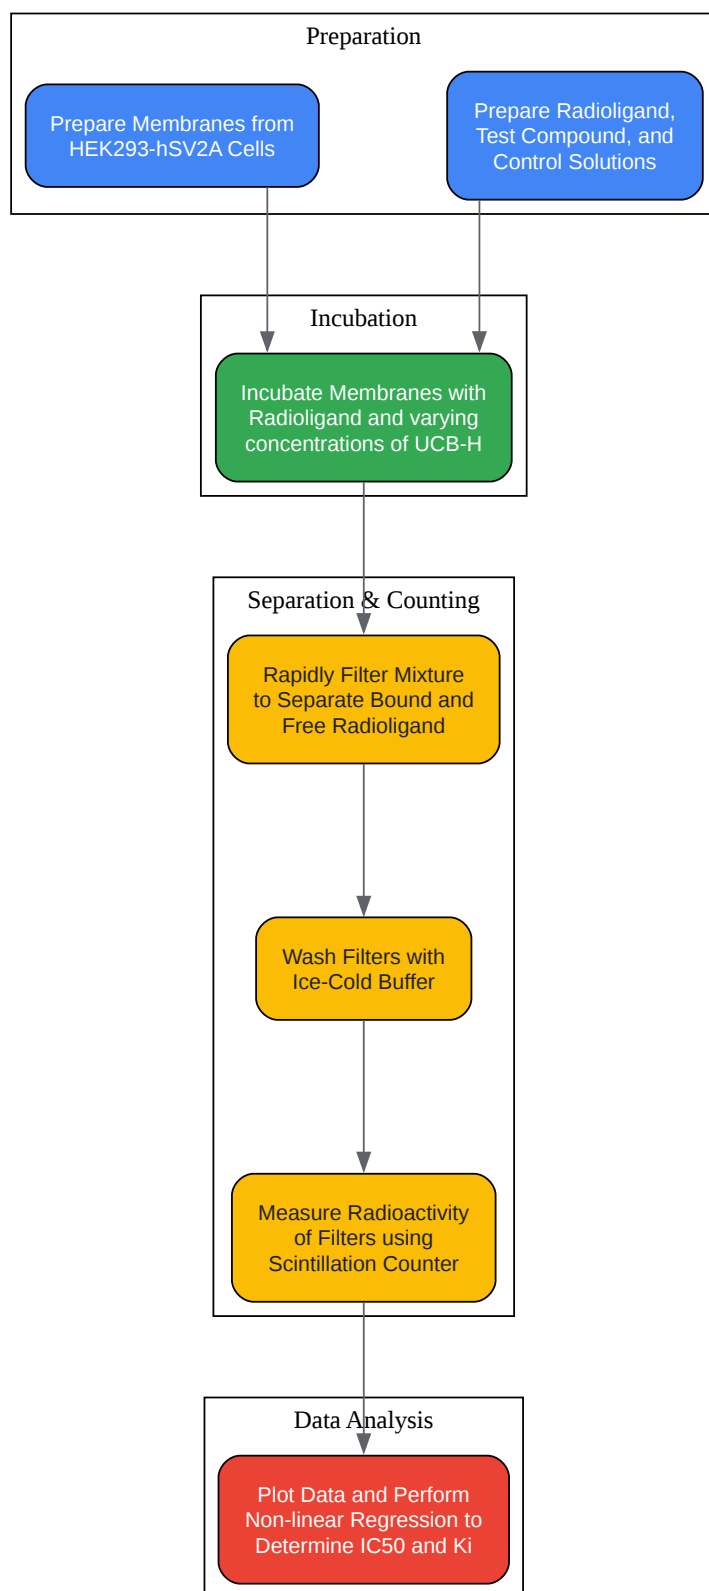 Preparation
Prepare Membranes from
HEK293-hSV2A Cells
Prepare Radioligand,
Test Compound, and
Control Solutions
Incubation
Incubate Membranes with
Radioligand and varying
concentrations of UCB-H
Separation & Counting
Rapidly Filter Mixture
to Separate Bound and
Free Radioligand
Wash Filters with
Ice-Cold Buffer
Measure Radioactivity
of Filters using
Scintillation Counter
Data Analysis
Plot Data and Perform
Non-linear Regression to
Determine IC50 and Ki